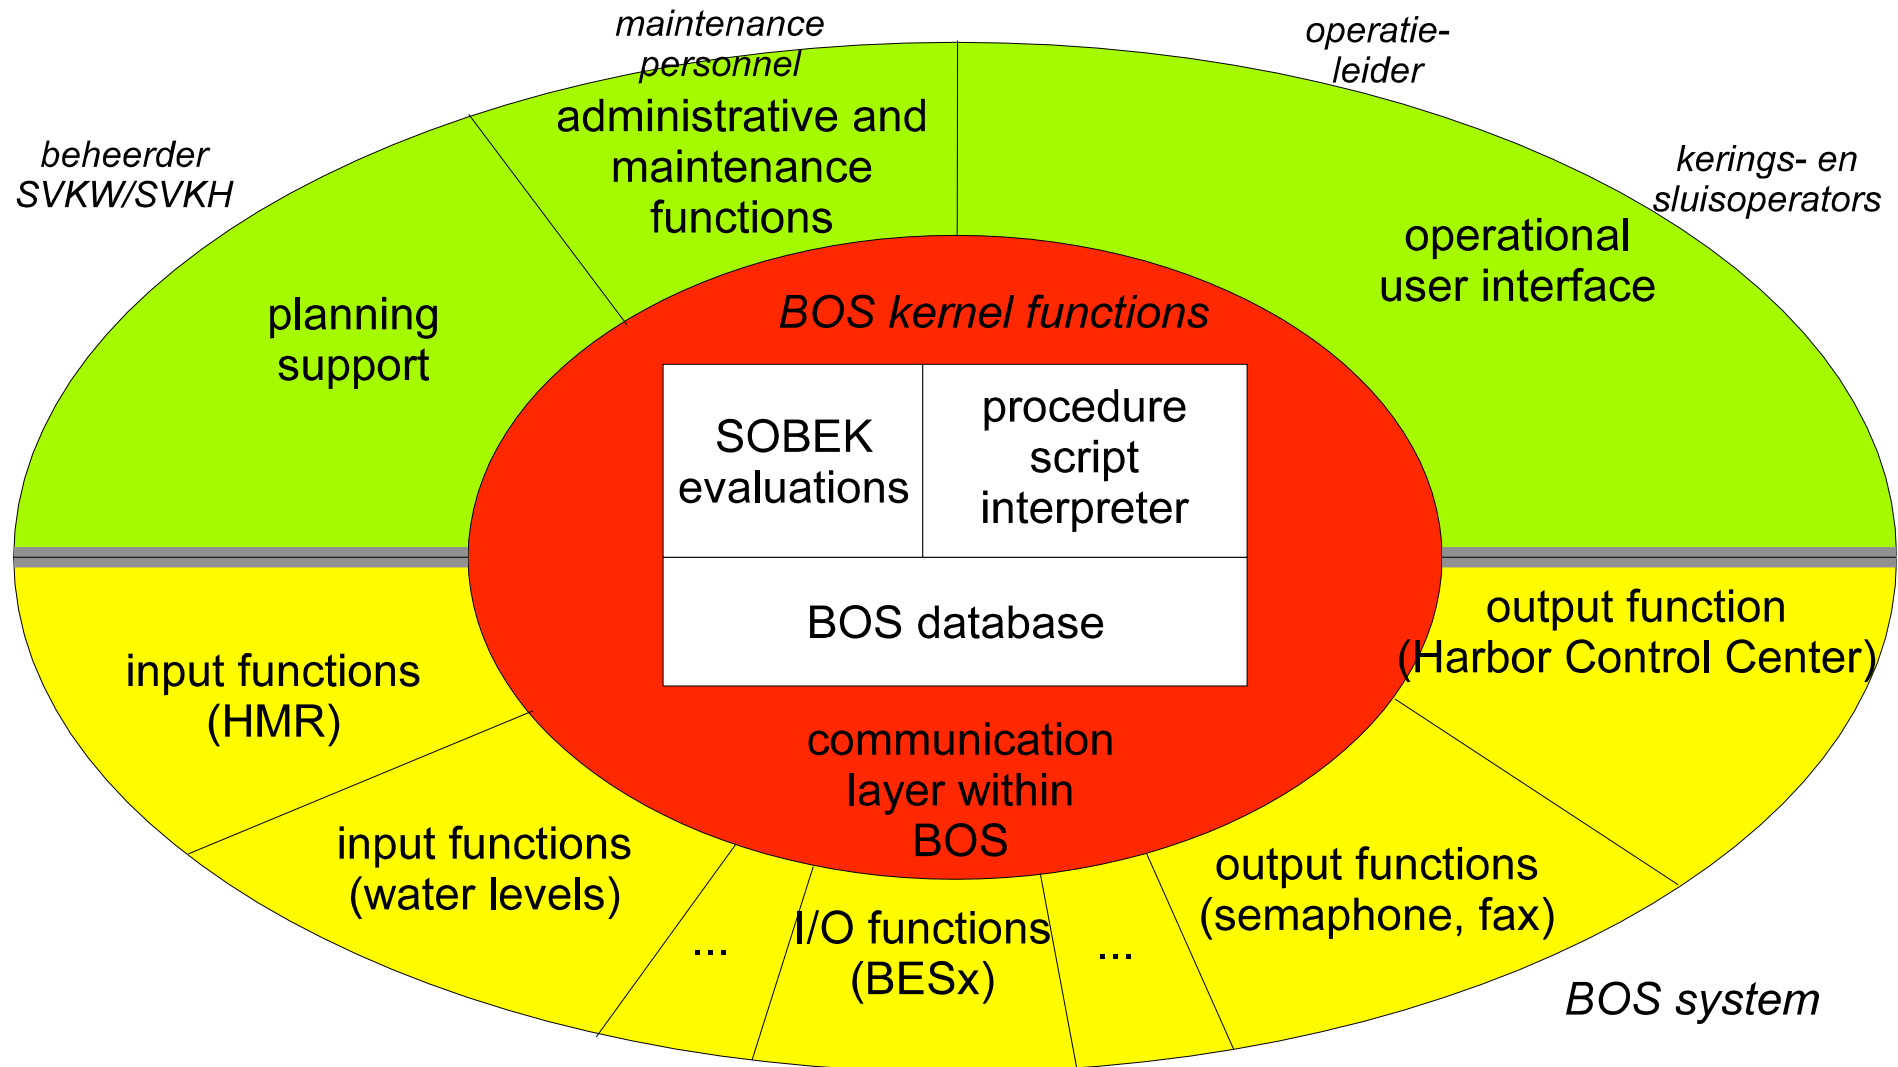 maintenance
personnel
operatie-
leider
beheerder
SVKW/SVKH
kerings- en
sluisoperators
administrative and
maintenance
functions
operational
user interface
planning
support
BOS kernel functions
SOBEK
evaluations
procedure
script
interpreter
BOS database
communication
layer within
BOS
input functions
(HMR)
output function
(Harbor Control Center)
input functions
(water levels)
...
I/O functions
(BESx)
...
output functions
(semaphone, fax)
BOS system